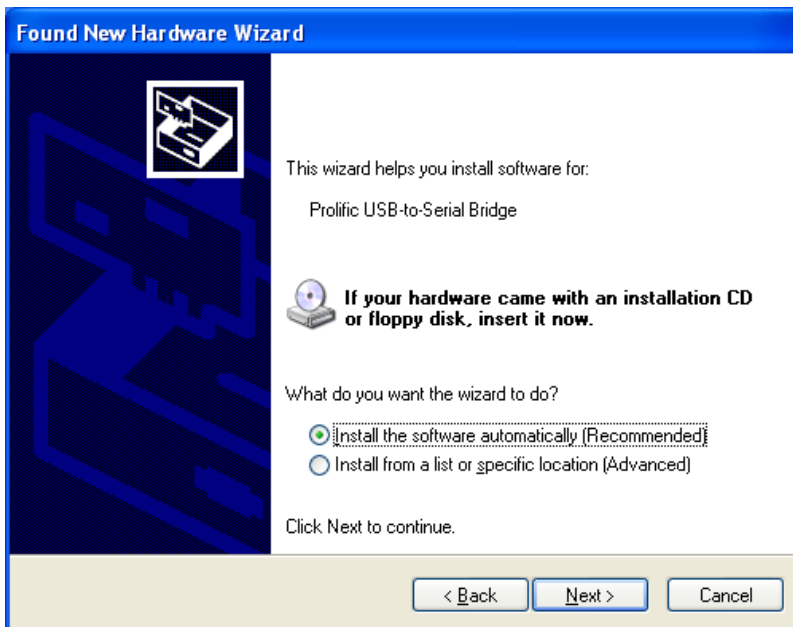 Found New Hardware Wizard
This wizard helps you install software for:
Prolific USB-to-Serial Bridge
If your hardware came with an installation CD
or floppy disk, insert it now.
What do you want the wizard to do?
Install the software automatically (Recommended)
Install from a list or specific location (Advanced)
Click Next to continue.
< Back Next > Cancel